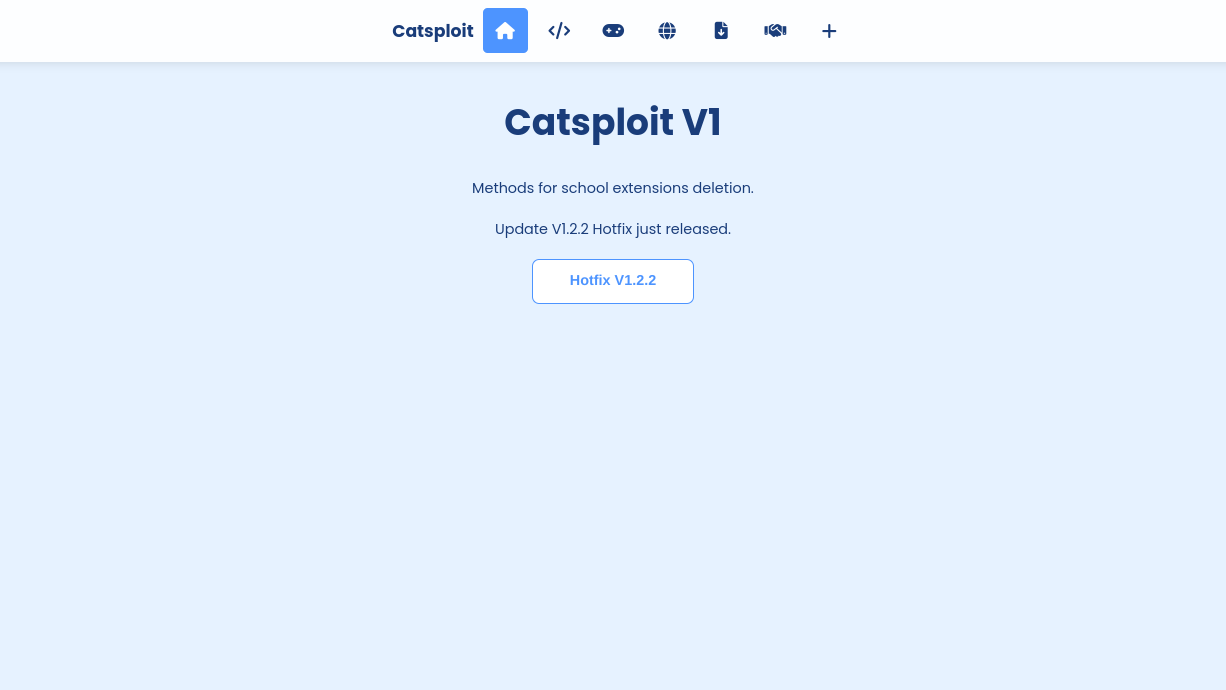 Catsploit
Catsploit V1
Methods for school extensions deletion.
Update V1.2.2 Hotfix just released.
Hotfix V1.2.2